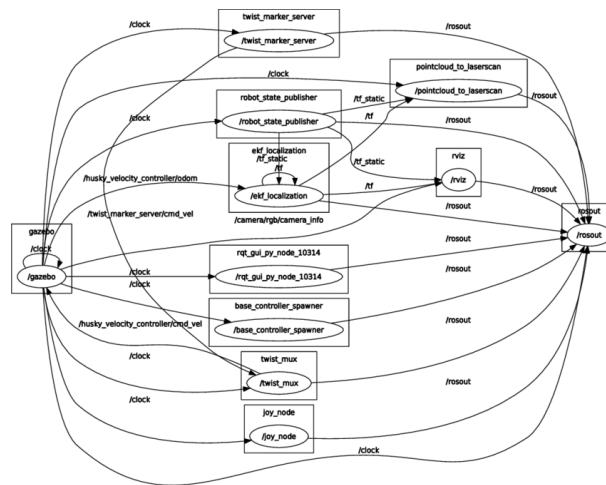 twist_marker_server
/clock
/twist_marker_server
/rosout
pointcloud_to_laserscan
/clock
/pointcloud_to_laserscan
/rosout
robot_state_publisher
/tf_static
/clock
/robot_state_publisher
/tf
/rosout
ekf_localization
/tf_static
/tf
/tf_static
rviz
/husky_velocity_controller/odom
/ekf_localization
/tf
/rviz
/rosout
/twist_marker_server/cmd_vel
/camera/rgb/camera_info
/rosout
rosout
/rosout
gazebo
/clock
/gazebo
rqt_gui_py_node_10314
/clock
/rqt_gui_py_node_10314
/rosout
/clock
base_controller_spawner
/base_controller_spawner
/rosout
/husky_velocity_controller/cmd_vel
twist_mux
/clock
/twist_mux
/rosout
joy_node
/clock
/joy_node
/rosout
/clock